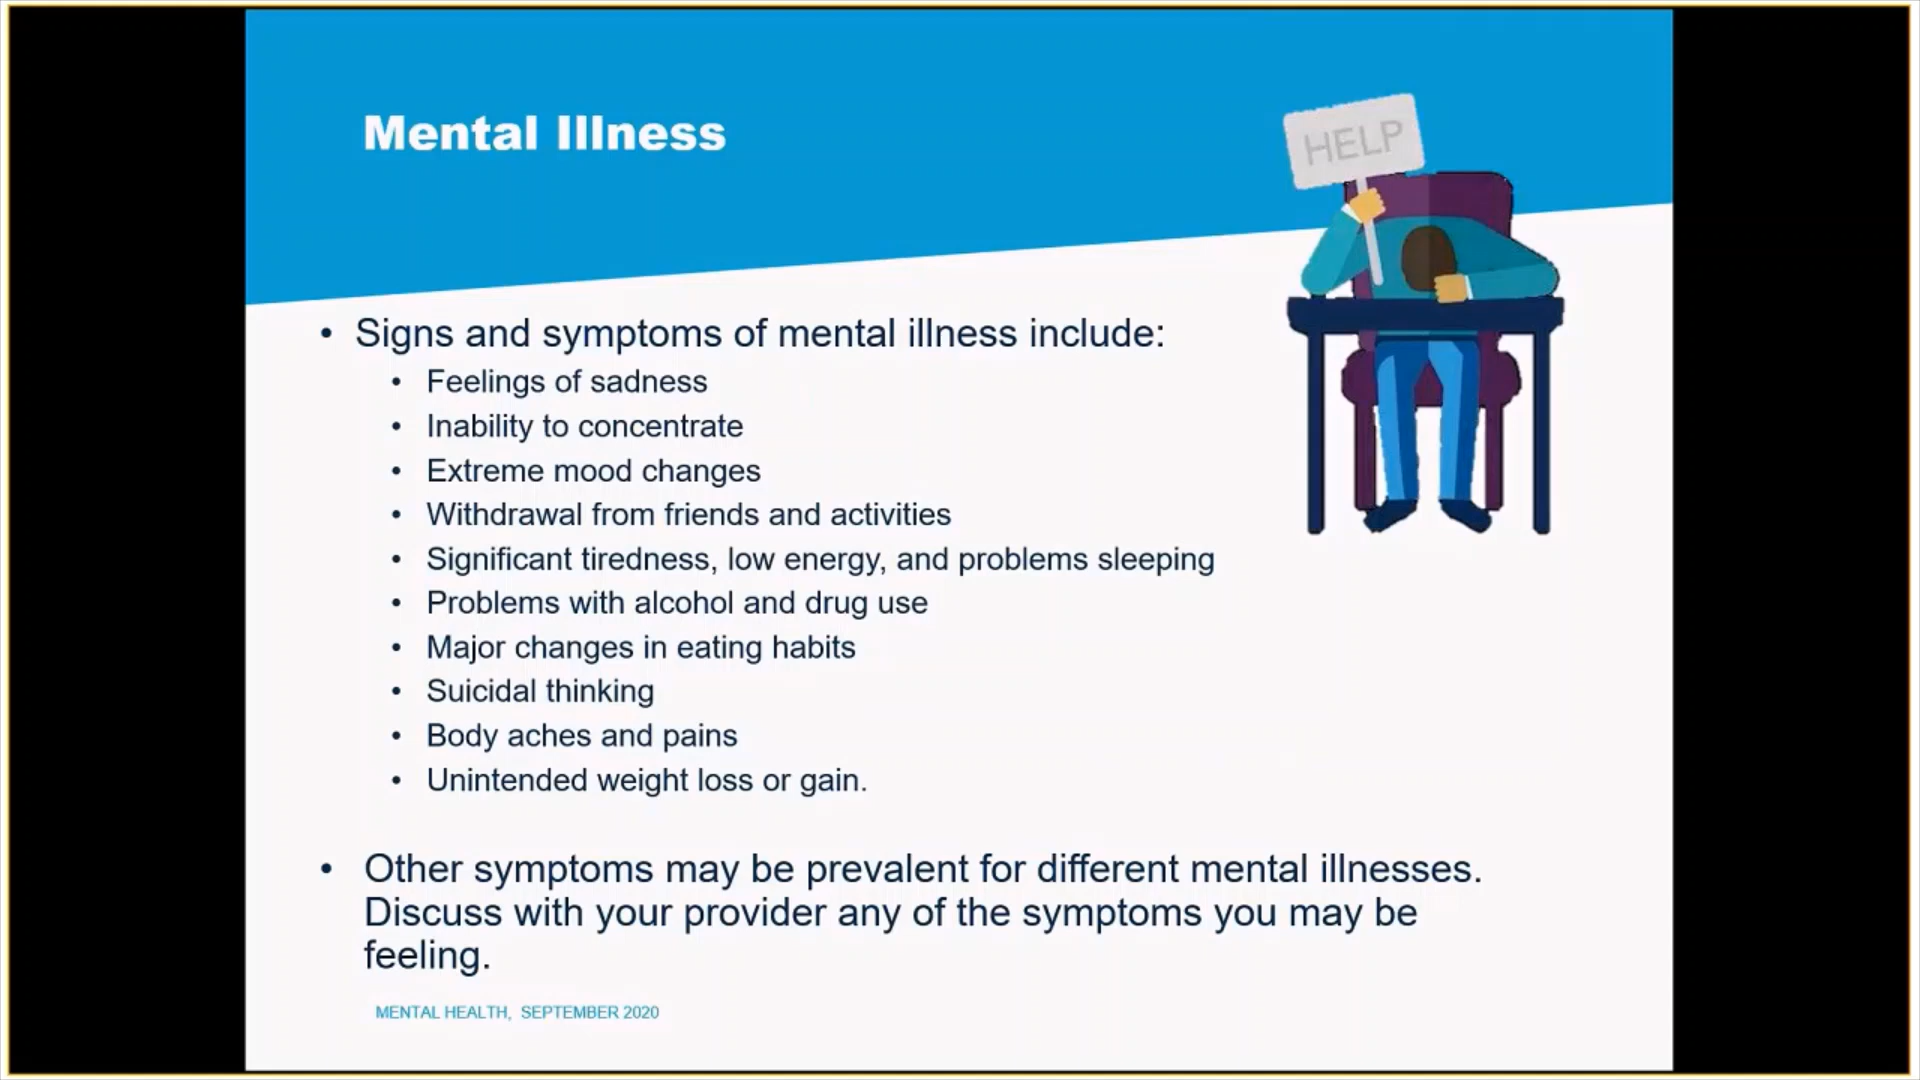 Mental Illness
HELP
• Signs and symptoms of mental illness include:
• Feelings of sadness
• Inability to concentrate
• Extreme mood changes
• Withdrawal from friends and activities
• Significant tiredness, low energy, and problems sleeping
• Problems with alcohol and drug use
• Major changes in eating habits
• Suicidal thinking
• Body aches and pains
• Unintended weight loss or gain.
• Other symptoms may be prevalent for different mental illnesses.
Discuss with your provider any of the symptoms you may be
feeling.
MENTAL HEALTH, SEPTEMBER 2020